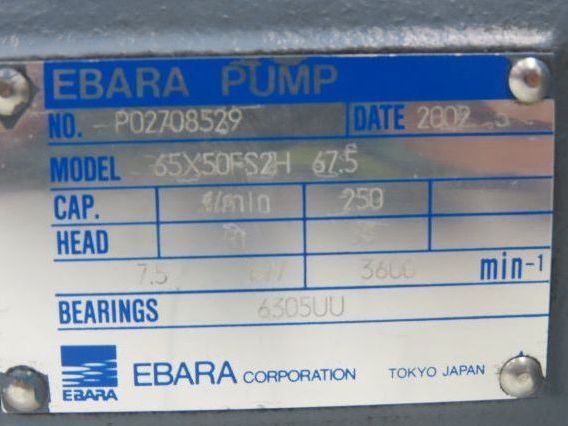 EBARA PUMP
NO. P02708529 DATE 2002
MODEL 65X50FS2H 67.5
CAP. ℓ/min 250
HEAD m
7.5 kW 3600 min-1
BEARINGS 6305UU
EBARA EBARA CORPORATION TOKYO JAPAN